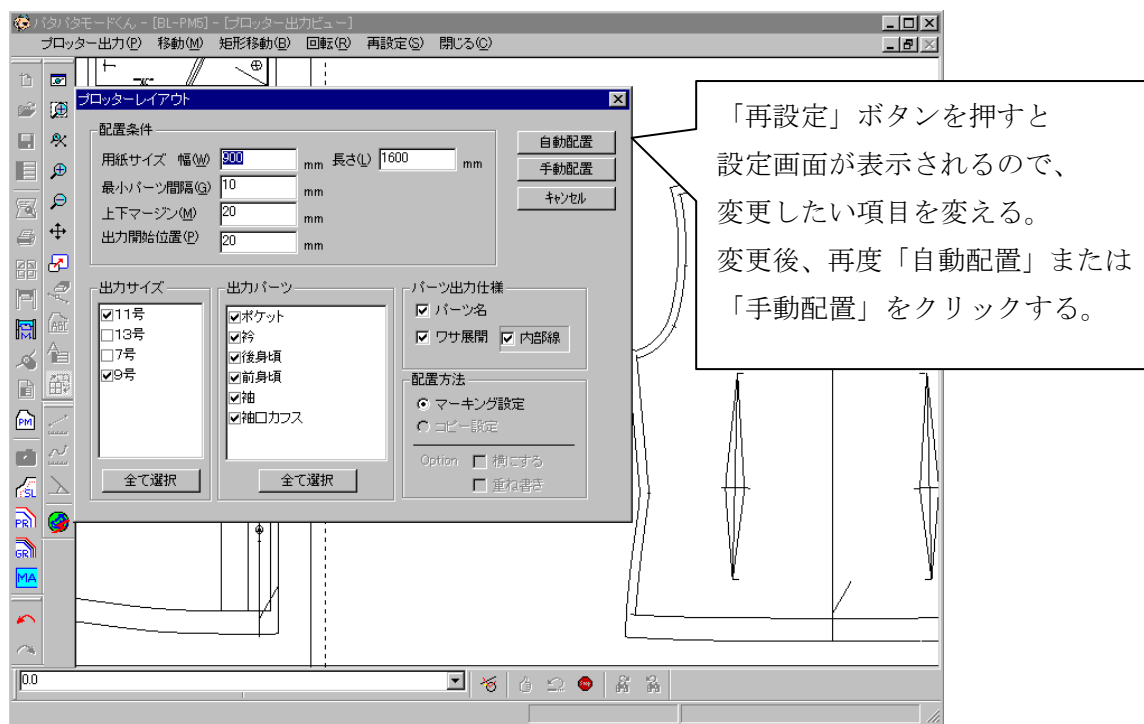 パタパタモードくん - [BL-PM5] - [プロッター出力ビュー]
プロッター出力(P) 移動(M) 矩形移動(B) 回転(R) 再設定(S) 閉じる(C)
プロッターレイアウト
配置条件
用紙サイズ 幅(W) 900 mm 長さ(L) 1600 mm
最小パーツ間隔(G) 10 mm
上下マージン(M) 20 mm
出力開始位置(P) 20 mm
自動配置
手動配置
キャンセル
出力サイズ
11号
13号
7号
9号
全て選択
出力パーツ
ポケット
衿
後身頃
前身頃
袖
袖口カフス
全て選択
パーツ出力仕様
パーツ名
ワサ展開 内部線
配置方法
マーキング設定
コピー設定
Option 横にする
重ね書き
「再設定」ボタンを押すと
設定画面が表示されるので、
変更したい項目を変える。
変更後、再度「自動配置」または
「手動配置」をクリックする。
ABC
PM
SL
PR
GR
MA
0.0